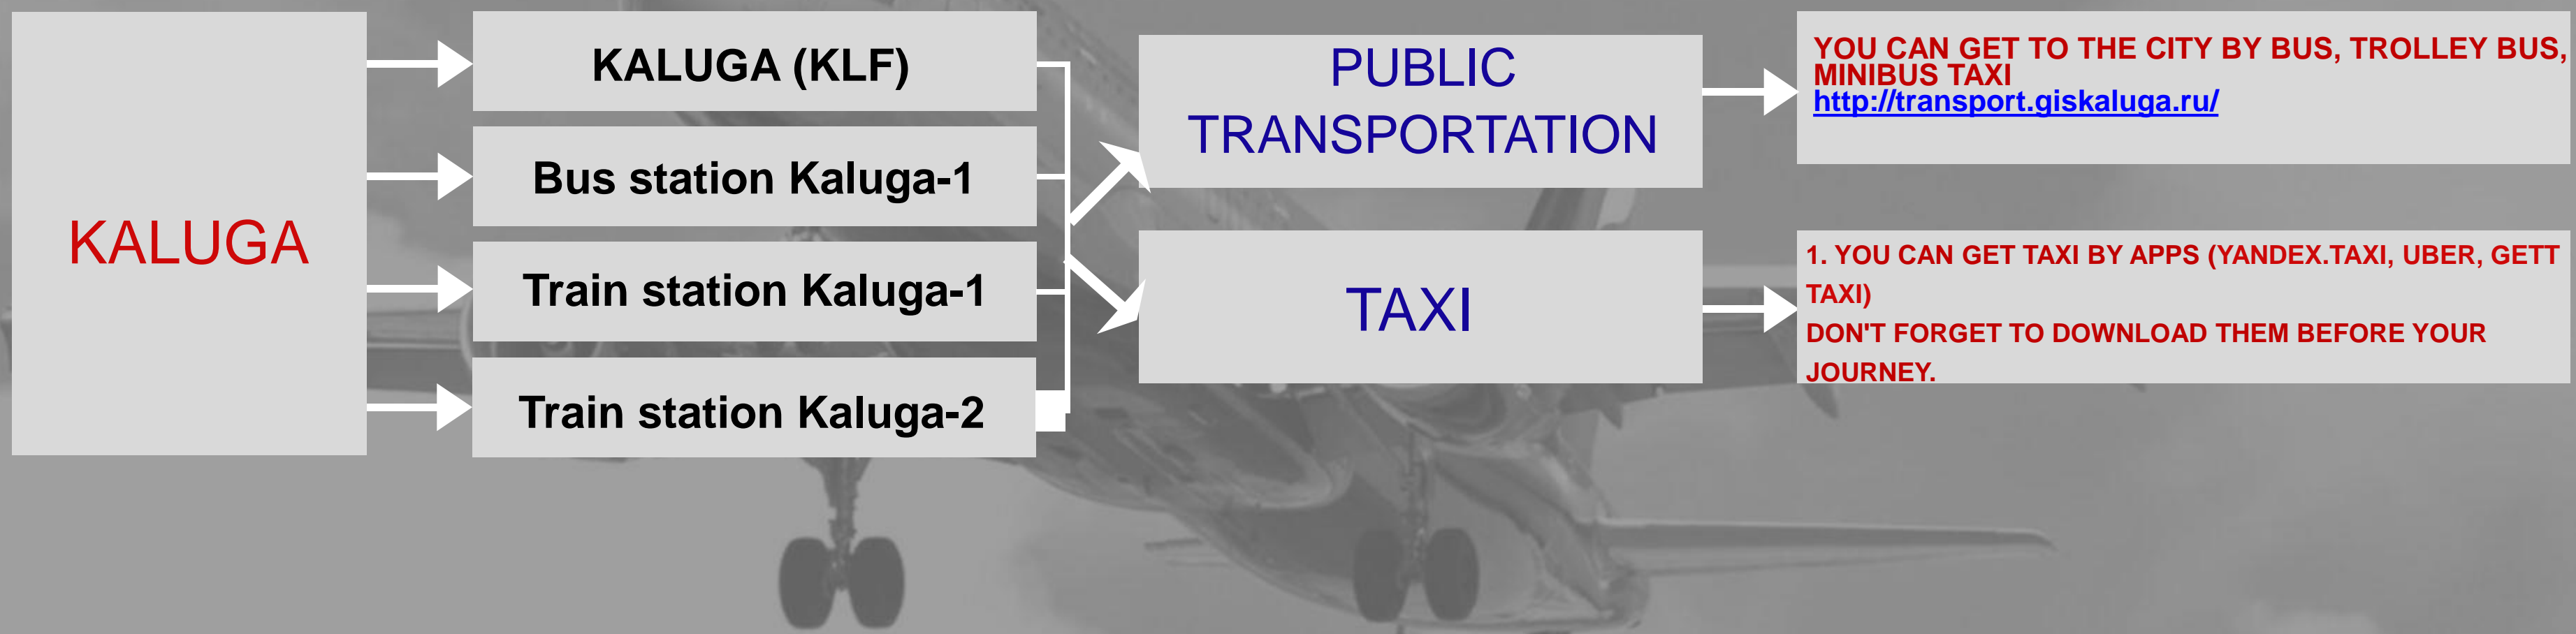 KALUGA
KALUGA (KLF)
Bus station Kaluga-1
Train station Kaluga-1
Train station Kaluga-2
PUBLIC
TRANSPORTATION
TAXI
YOU CAN GET TO THE CITY BY BUS, TROLLEY BUS,
MINIBUS TAXI
http://transport.giskaluga.ru/
1. YOU CAN GET TAXI BY APPS (YANDEX.TAXI, UBER, GETT
TAXI)
DON'T FORGET TO DOWNLOAD THEM BEFORE YOUR
JOURNEY.